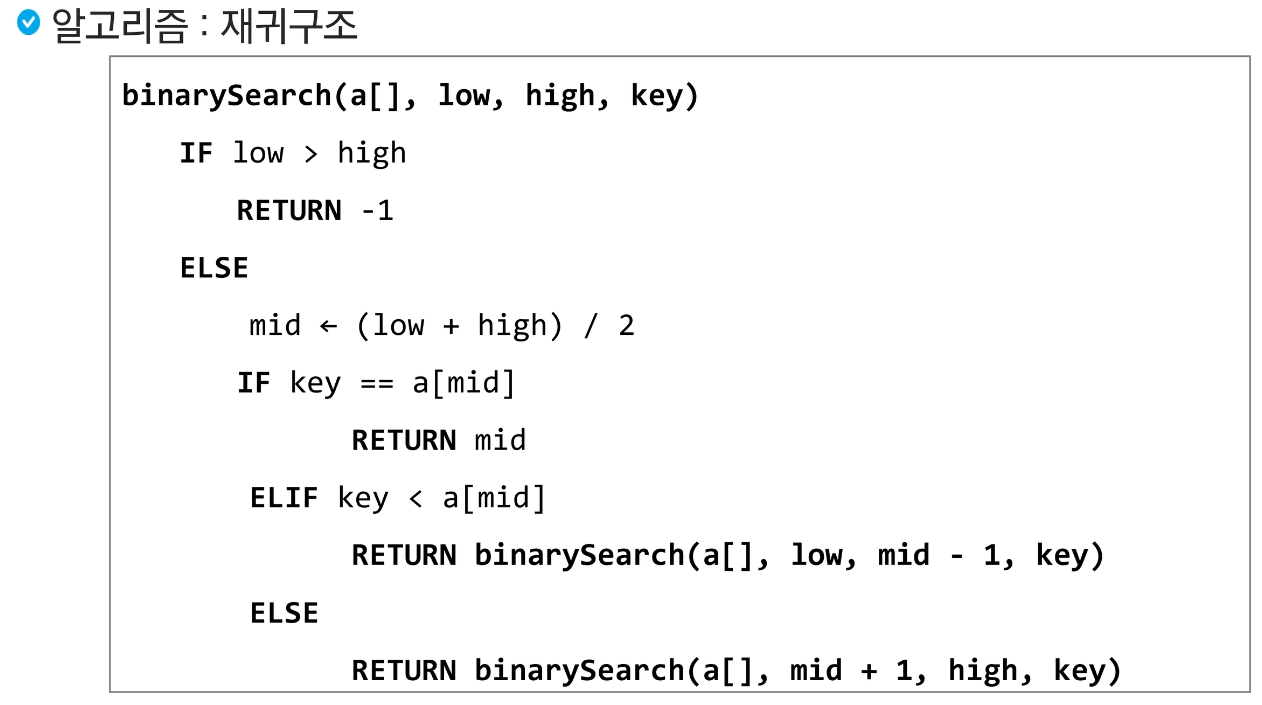 알고리즘 : 재귀구조
binarySearch(a[], low, high, key)
IF low > high
RETURN -1
ELSE
mid ← (low + high) / 2
IF key == a[mid]
RETURN mid
ELIF key < a[mid]
RETURN binarySearch(a[], low, mid - 1, key)
ELSE
RETURN binarySearch(a[], mid + 1, high, key)